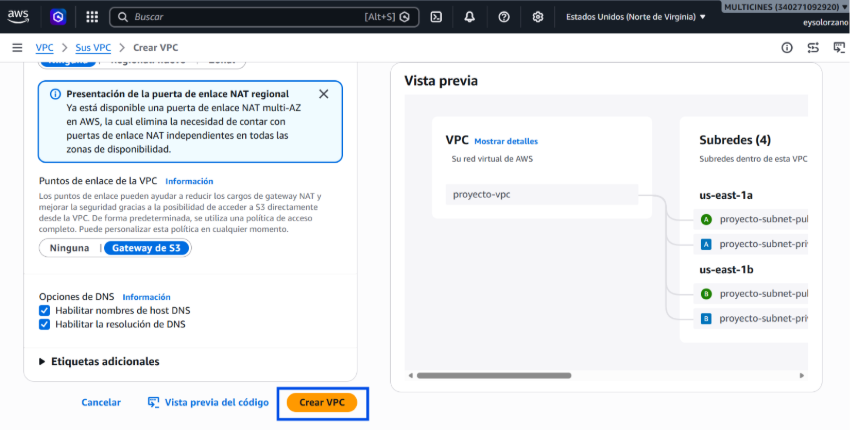 aws
Buscar
[Alt+S]
Estados Unidos (Norte de Virginia)
MULTICINES (340271092920)
eysolorzano
VPC > Sus VPC > Crear VPC
Presentación de la puerta de enlace NAT regional
Ya está disponible una puerta de enlace NAT multi-AZ
en AWS, la cual elimina la necesidad de contar con
puertas de enlace NAT independientes en todas las
zonas de disponibilidad.
Puntos de enlace de la VPC Información
Los puntos de enlace pueden ayudar a reducir los cargos de gateway NAT y
mejorar la seguridad gracias a la posibilidad de acceder a S3 directamente
desde la VPC. De forma predeterminada, se utiliza una política de acceso
completo. Puede personalizar esta política en cualquier momento.
Ninguna
Gateway de S3
Opciones de DNS Información
Habilitar nombres de host DNS
Habilitar la resolución de DNS
Etiquetas adicionales
Cancelar
Vista previa del código
Crear VPC
Vista previa
VPC Mostrar detalles
Su red virtual de AWS
proyecto-vpc
Subredes (4)
Subredes dentro de esta VPC
us-east-1a
A proyecto-subnet-pul
A proyecto-subnet-pri
us-east-1b
B proyecto-subnet-pul
B proyecto-subnet-pri